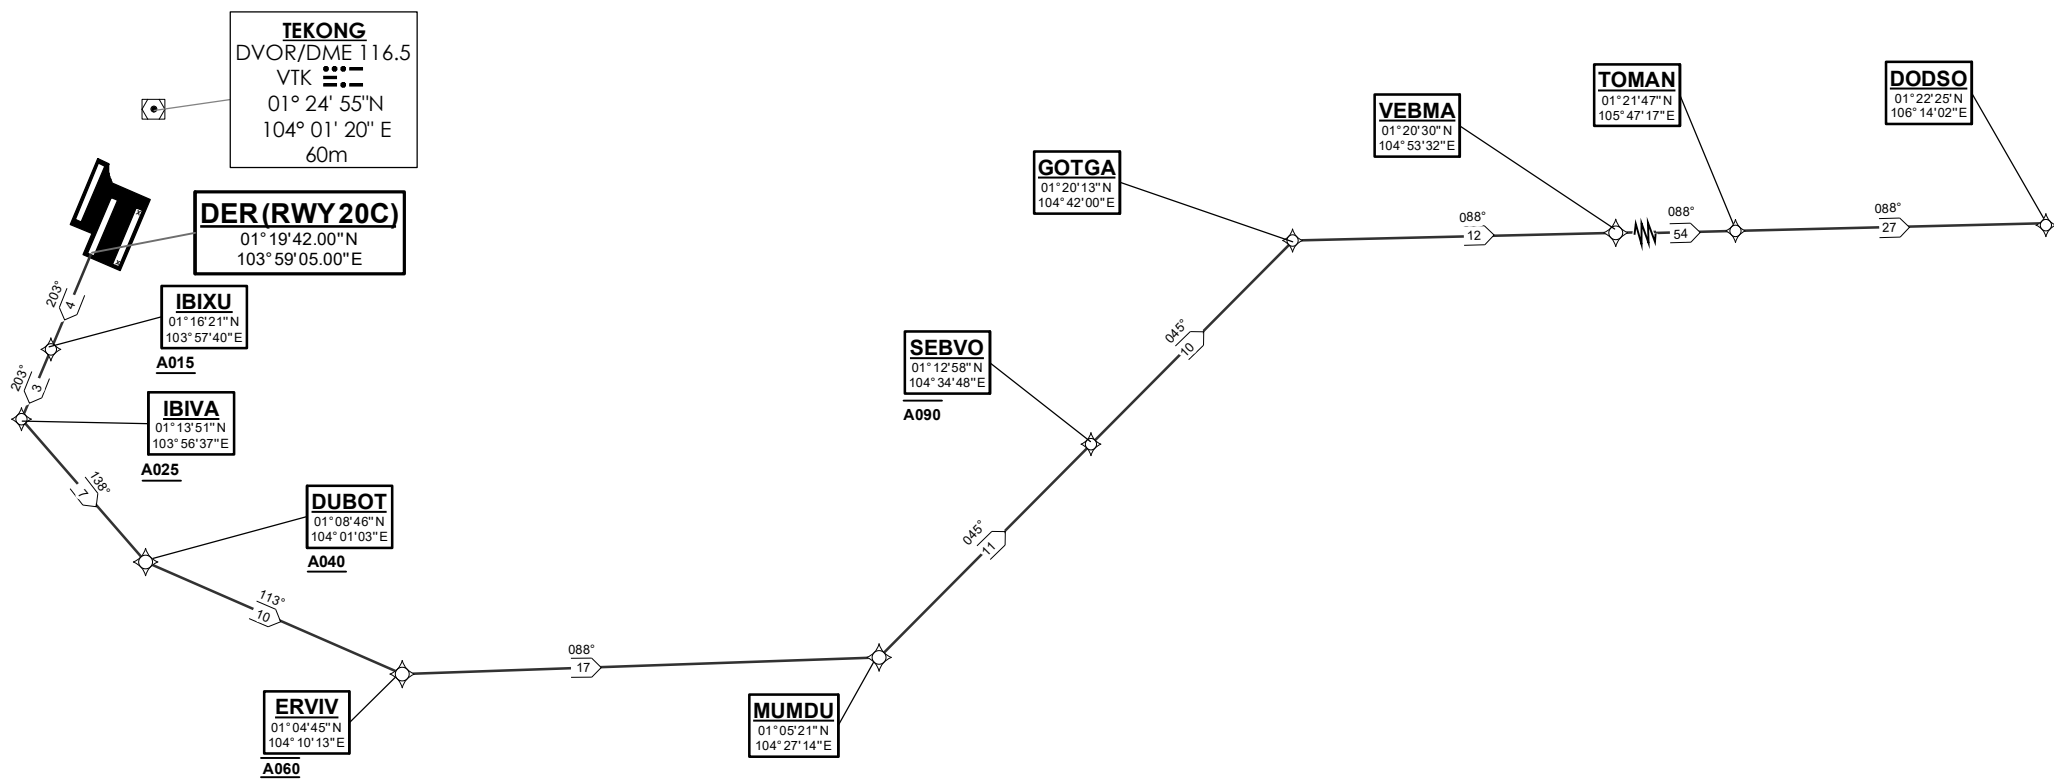 TEKONG
DVOR/DME 116.5
VTK
01° 24' 55"N
104° 01' 20" E
60m
DER (RWY 20C)
01°19'42.00"N
103°59'05.00"E
203°
4
IBIXU
01°16'21"N
103°57'40"E
A015
203°
3
IBIVA
01°13'51"N
103°56'37"E
A025
138°
7
DUBOT
01°08'46"N
104°01'03"E
A040
113°
10
ERVIV
01°04'45"N
104°10'13"E
A060
088°
17
MUMDU
01°05'21"N
104°27'14"E
045°
11
SEBVO
01°12'58"N
104°34'48"E
A090
045°
10
GOTGA
01°20'13"N
104°42'00"E
088°
12
VEBMA
01°20'30"N
104°53'32"E
088°
54
TOMAN
01°21'47"N
105°47'17"E
088°
27
DODSO
01°22'25'N
106°14'02"E